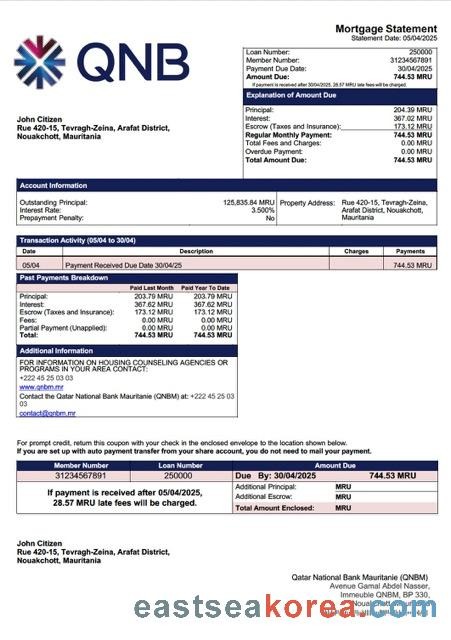 Mortgage Statement
Statement Date: 05/04/2025
QNB
Loan Number: 250000
Member Number: 31234567891
Payment Due Date: 30/04/2025
Amount Due: 744.53 MRU
If payment is received after 30/04/2025, 28.57 MRU late fees will be charged.
Explanation of Amount Due
Principal: 204.39 MRU
Interest: 367.02 MRU
Escrow (Taxes and Insurance): 173.12 MRU
Regular Monthly Payment: 744.53 MRU
Total Fees and Charges: 0.00 MRU
Overdue Payment: 0.00 MRU
Total Amount Due: 744.53 MRU
John Citizen
Rue 420-15, Tevragh-Zeina, Arafat District,
Nouakchott, Mauritania
Account Information
Outstanding Principal: 125,835.84 MRU
Interest Rate: 3.500%
Prepayment Penalty: No
Property Address: Rue 420-15, Tevragh-Zeina,
Arafat District, Nouakchott,
Mauritania
Transaction Activity (05/04 to 30/04)
Date Description Charges Payments
05/04 Payment Received Due Date 30/04/25 744.53 MRU
Past Payments Breakdown
Paid Last Month Paid Year To Date
Principal: 203.79 MRU 203.79 MRU
Interest: 367.62 MRU 367.62 MRU
Escrow (Taxes and Insurance): 173.12 MRU 173.12 MRU
Fees: 0.00 MRU 0.00 MRU
Partial Payment (Unapplied): 0.00 MRU 0.00 MRU
Total: 744.53 MRU 744.53 MRU
Additional Information
FOR INFORMATION ON HOUSING COUNSELING AGENCIES OR
PROGRAMS IN YOUR AREA CONTACT:
+222 45 25 03 03
www.qnbm.mr
Contact the Qatar National Bank Mauritanie (QNBM) at: +222 45 25 03
03
contact@qnbm.mr
For prompt credit, return this coupon with your check in the enclosed envelope to the location shown below.
If you are set up with auto payment transfer from your share account, you do not need to mail your payment.
Member Number Loan Number Amount Due
31234567891 250000 Due By: 30/04/2025 744.53 MRU
If payment is received after 05/04/2025,
28.57 MRU late fees will be charged.
Additional Principal: MRU
Additional Escrow: MRU
Total Amount Enclosed: MRU
John Citizen
Rue 420-15, Tevragh-Zeina, Arafat District,
Nouakchott, Mauritania
Qatar National Bank Mauritanie (QNBM)
Avenue Gamal Abdel Nasser,
Immeuble QNBM, BP 330,
eastseakorea.com